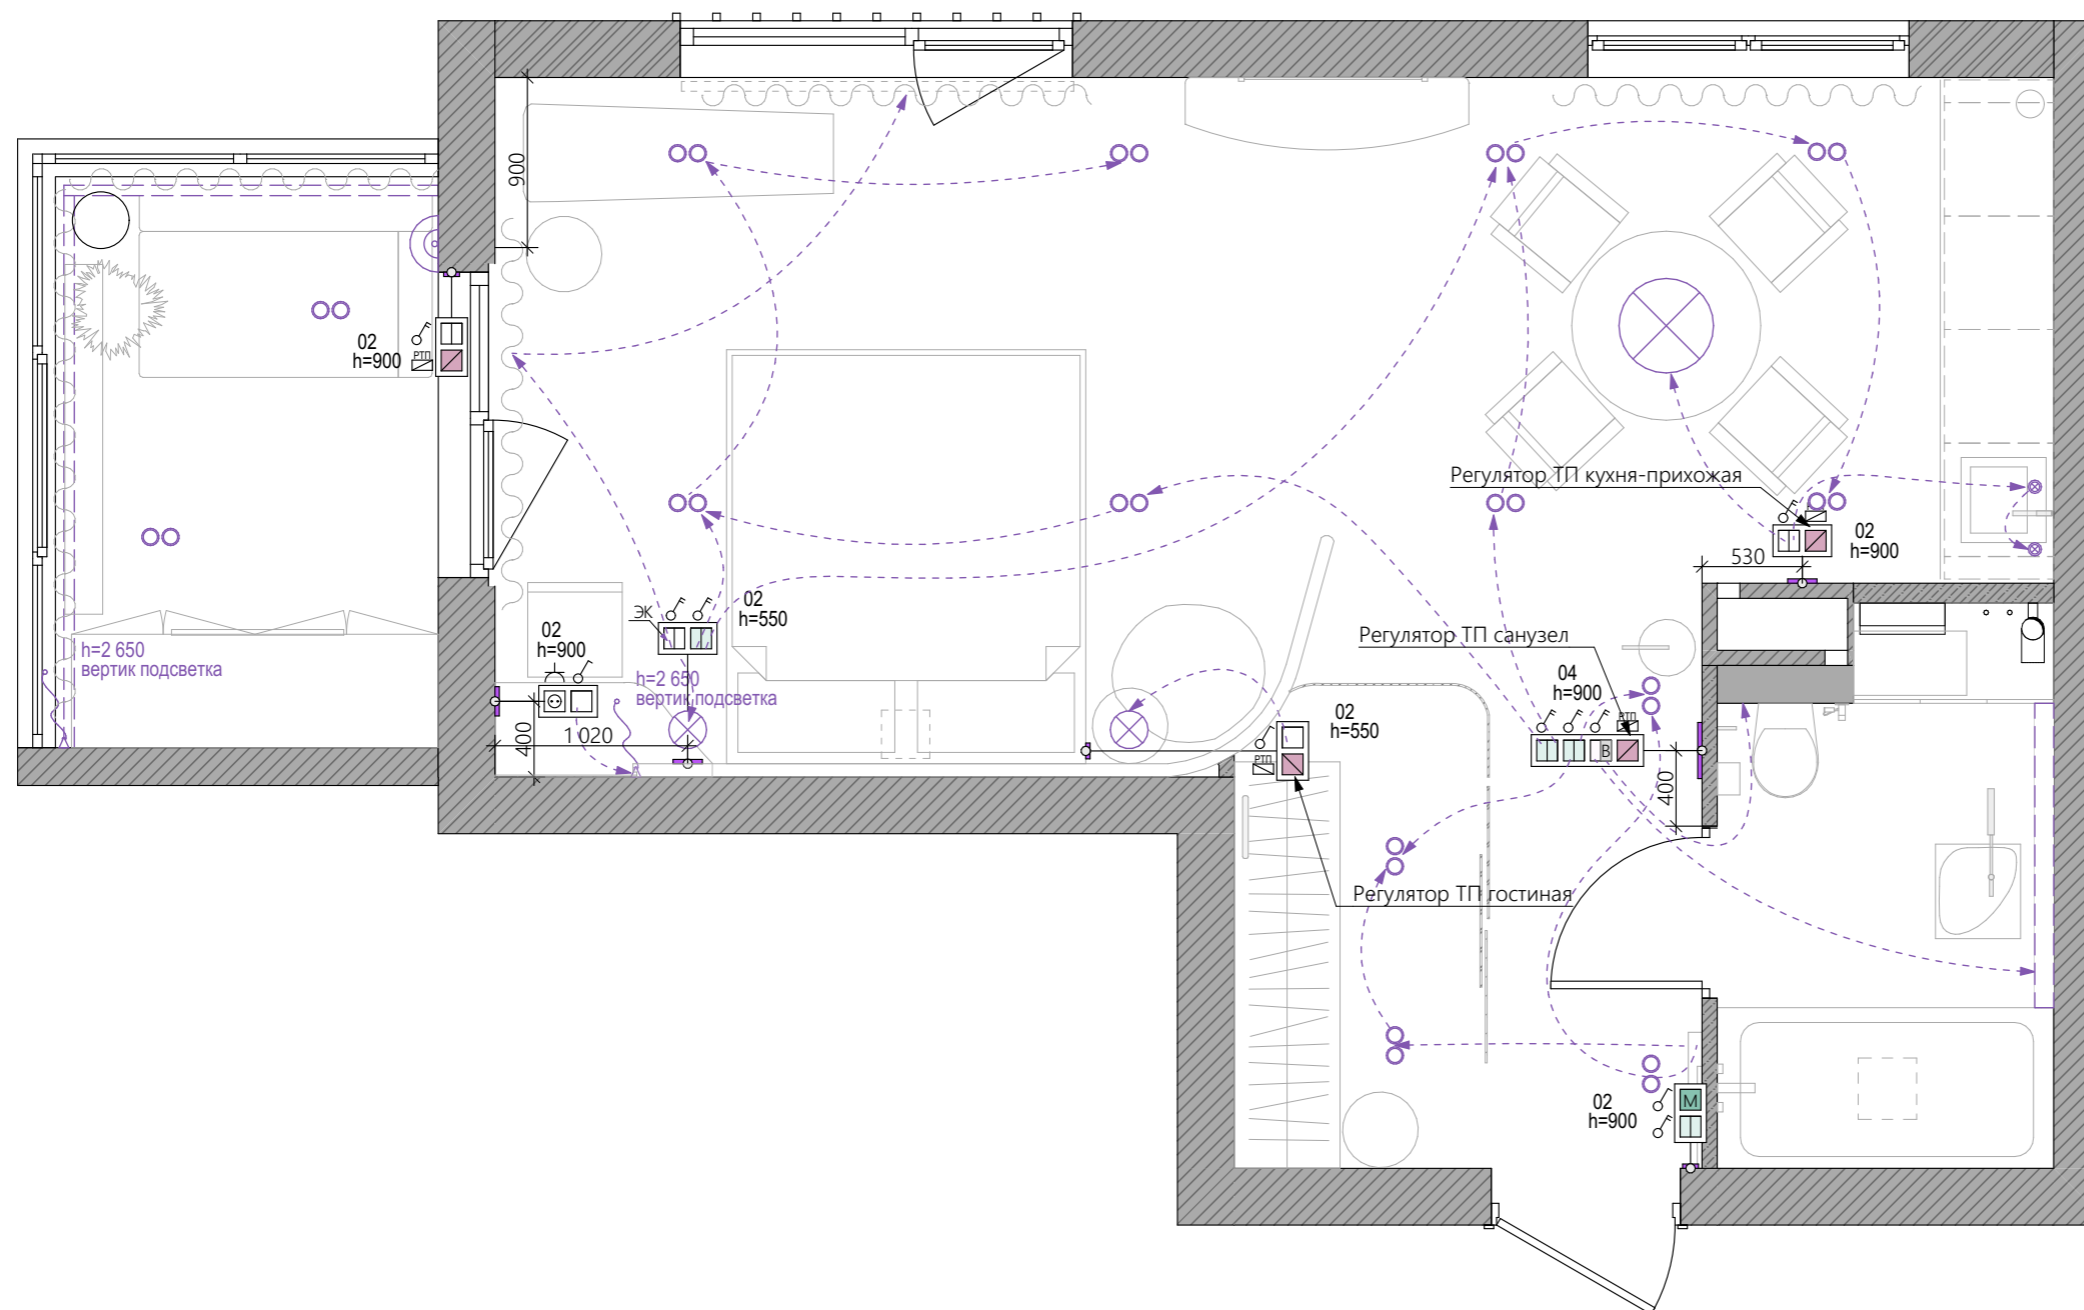 900
02
h=900
РТП
Регулятор ТП кухня-прихожая
02
h=900
530
ЭК
02
h=550
02
h=900
h=2 650
вертик подсветка
h=2 650
вертик подсветка
Регулятор ТП санузел
04
h=900
РТП
В
02
h=550
РТП
400
1 020
400
Регулятор ТП гостиная
02
h=900
М